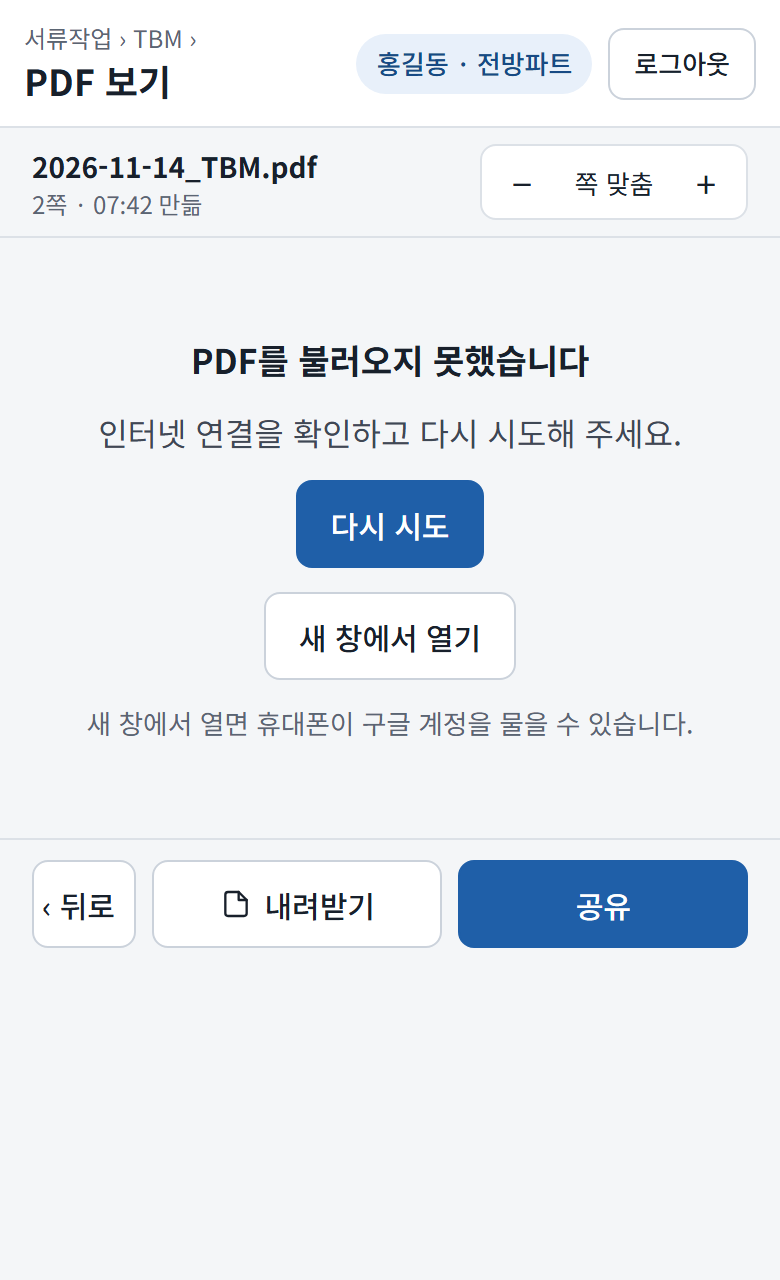 서류작업 › TBM ›
PDF 보기
홍길동 · 전방파트
로그아웃
2026-11-14_TBM.pdf
2쪽 · 07:42 만듦
− 쪽 맞춤 +
PDF를 불러오지 못했습니다
인터넷 연결을 확인하고 다시 시도해 주세요.
다시 시도
새 창에서 열기
새 창에서 열면 휴대폰이 구글 계정을 물을 수 있습니다.
‹ 뒤로
내려받기
공유